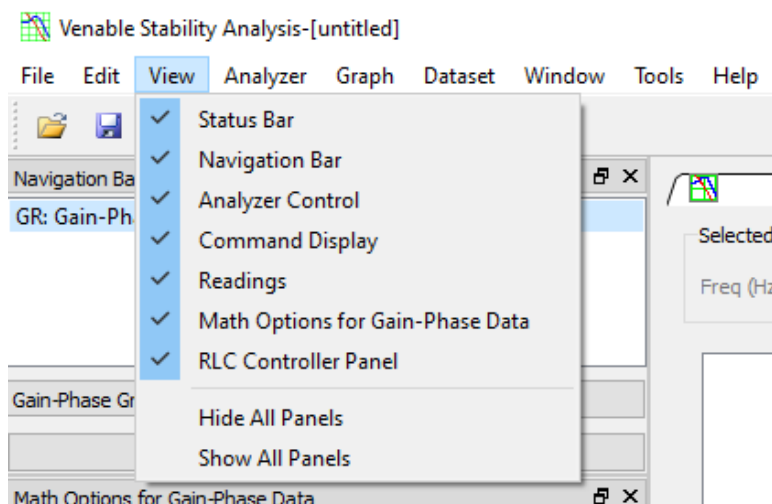 Venable Stability Analysis-[untitled]
File Edit View Analyzer Graph Dataset Window Tools Help
Status Bar
Navigation Bar
Analyzer Control
Command Display
Readings
Math Options for Gain-Phase Data
RLC Controller Panel
Hide All Panels
Show All Panels
Navigation Ba
GR: Gain-Ph
Gain-Phase Gr
Math Options for Gain-Phase Data
Selected
Freq (Hz